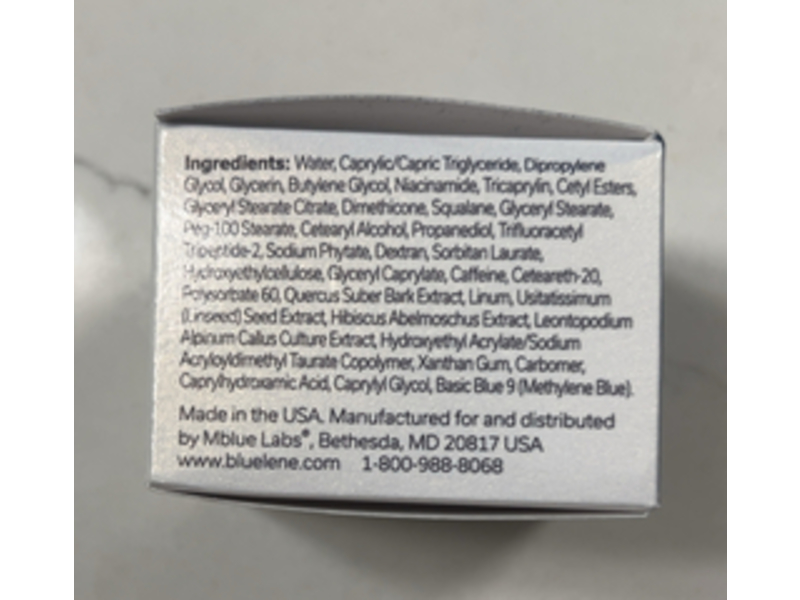 Ingredients: Water, Caprylic/Capric Triglyceride, Dipropylene
Glycol, Glycerin, Butylene Glycol, Niacinamide, Tricaprylin, Cetyl Esters,
Glyceryl Stearate Citrate, Dimethicone, Squalane, Glyceryl Stearate,
Peg-100 Stearate, Cetearyl Alcohol, Propanediol, Trifluoracetyl
Tripeptide-2, Sodium Phytate, Dextran, Sorbitan Laurate,
Hydroxyethylcellulose, Glyceryl Caprylate, Caffeine, Ceteareth-20,
Polysorbate 60, Quercus Suber Bark Extract, Linum, Usitatissimum
(Linseed) Seed Extract, Hibiscus Abelmoschus Extract, Leontopodium
Alpinum Callus Culture Extract, Hydroxyethyl Acrylate/Sodium
Acryloyldimethyl Taurate Copolymer, Xanthan Gum, Carbomer,
Caprylhydroxamic Acid, Caprylyl Glycol, Basic Blue 9 (Methylene Blue).
Made in the USA. Manufactured for and distributed
by Mblue Labs®, Bethesda, MD 20817 USA
www.bluelene.com 1-800-988-8068